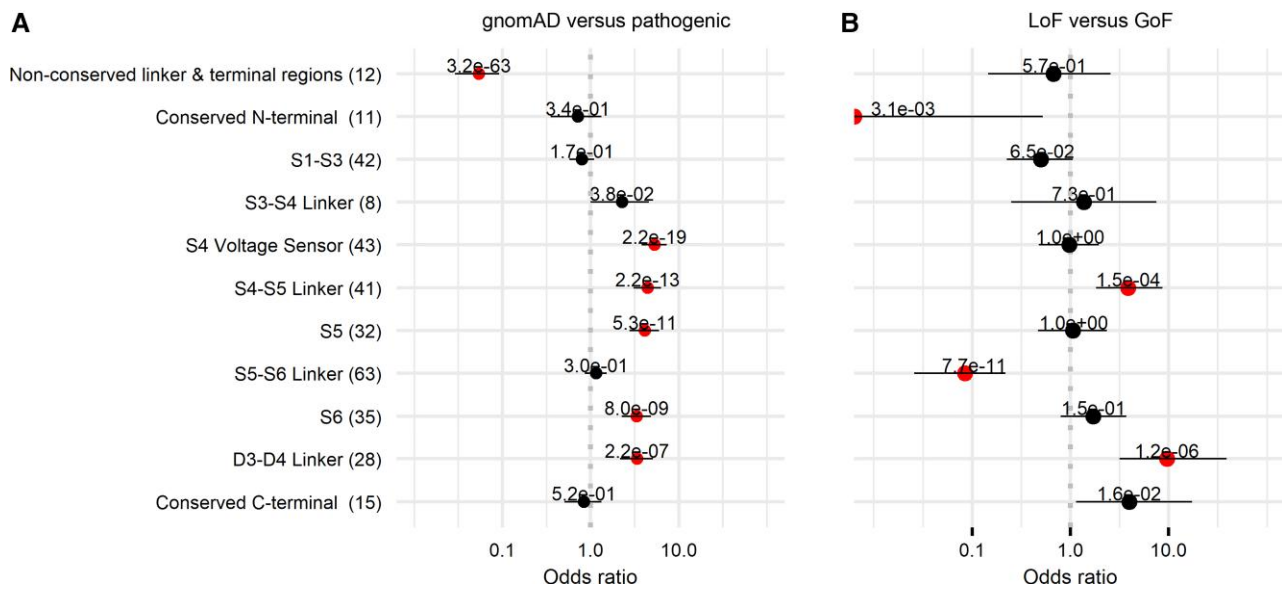 A
gnomAD versus pathogenic
B
LoF versus GoF
Non-conserved linker & terminal regions (12)
3.2e-63
5.7e-01
Conserved N-terminal (11)
3.4e-01
3.1e-03
S1-S3 (42)
1.7e-01
6.5e-02
S3-S4 Linker (8)
3.8e-02
7.3e-01
S4 Voltage Sensor (43)
2.2e-19
1.0e+00
S4-S5 Linker (41)
2.2e-13
1.5e-04
S5 (32)
5.3e-11
1.0e+00
S5-S6 Linker (63)
3.0e-01
7.7e-11
S6 (35)
8.0e-09
1.5e-01
D3-D4 Linker (28)
2.2e-07
1.2e-06
Conserved C-terminal (15)
5.2e-01
1.6e-02
0.1 1.0 10.0
0.1 1.0 10.0
Odds ratio
Odds ratio